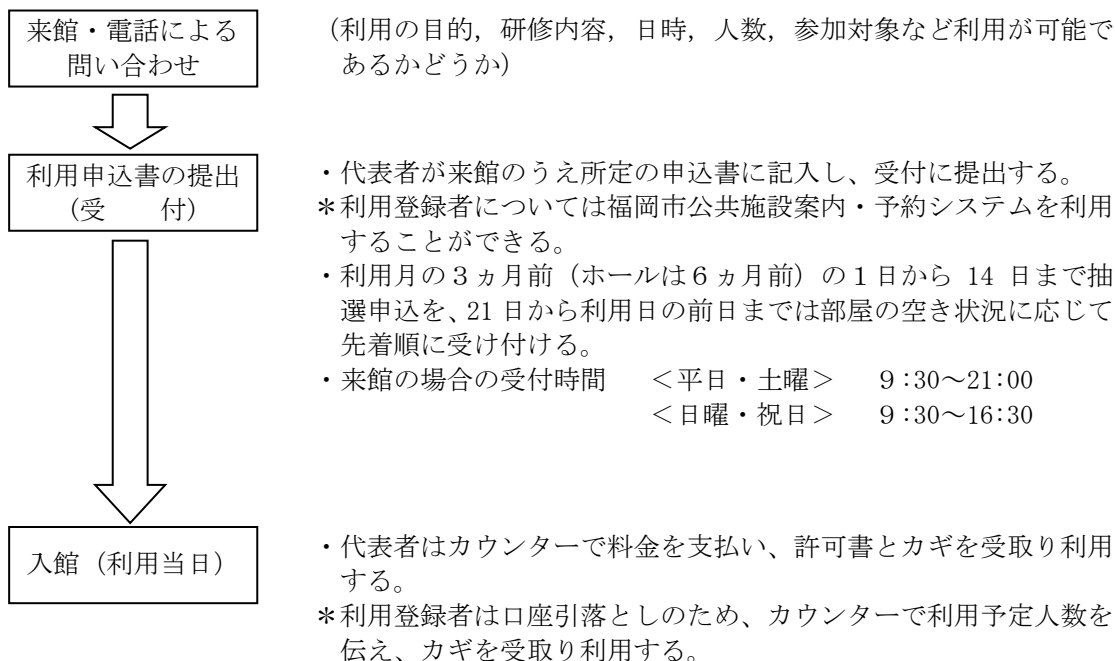 来館・電話による
問い合わせ
（利用の目的，研修内容，日時，人数，参加対象など利用が可能で
あるかどうか）
利用申込書の提出
（受　　付）
・代表者が来館のうえ所定の申込書に記入し、受付に提出する。
＊利用登録者については福岡市公共施設案内・予約システムを利用
することができる。
・利用月の３ヵ月前（ホールは６ヵ月前）の１日から 14 日まで抽
選申込を、21 日から利用日の前日までは部屋の空き状況に応じて
先着順に受け付ける。
・来館の場合の受付時間　＜平日・土曜＞　９:30～21:00
＜日曜・祝日＞　９:30～16:30
入館（利用当日）
・代表者はカウンターで料金を支払い、許可書とカギを受取り利用
する。
＊利用登録者は口座引落としのため、カウンターで利用予定人数を
伝え、カギを受取り利用する。